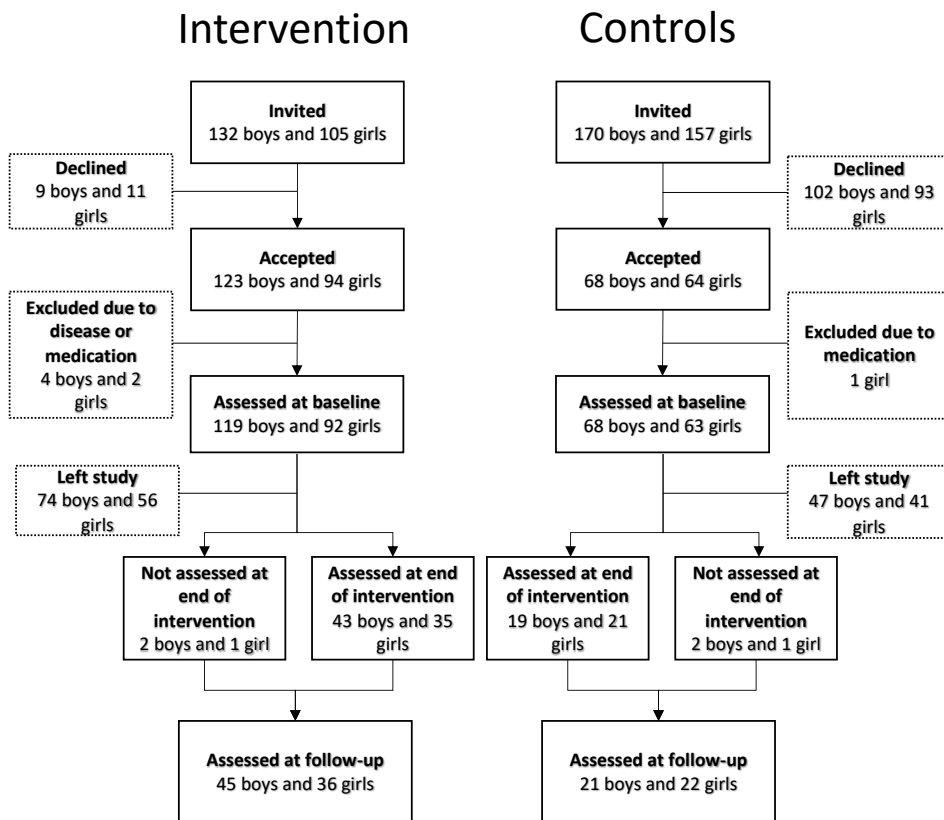 Intervention
Controls
Invited
132 boys and 105 girls
Invited
170 boys and 157 girls
Declined
9 boys and 11
girls
Declined
102 boys and 93
girls
Accepted
123 boys and 94 girls
Accepted
68 boys and 64 girls
Excluded due to
disease or
medication
4 boys and 2
girls
Excluded due to
medication
1 girl
Assessed at baseline
119 boys and 92 girls
Assessed at baseline
68 boys and 63 girls
Left study
74 boys and 56
girls
Left study
47 boys and 41
girls
Not assessed at
end of
intervention
2 boys and 1 girl
Assessed at end
of intervention
43 boys and 35
girls
Assessed at end
of intervention
19 boys and 21
girls
Not assessed at
end of
intervention
2 boys and 1 girl
Assessed at follow-up
45 boys and 36 girls
Assessed at follow-up
21 boys and 22 girls